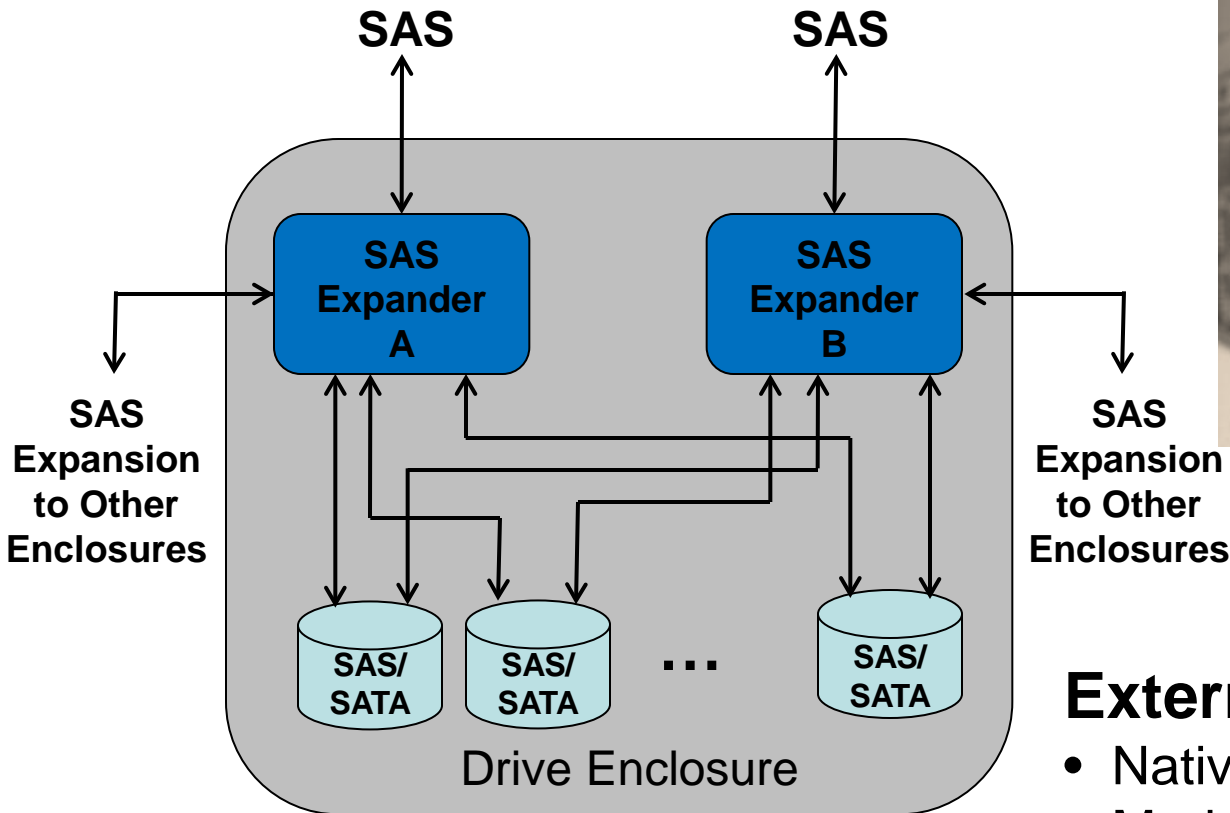 SAS
SAS
SAS
Expander
A
SAS
Expander
B
SAS
Expansion
to Other
Enclosures
SAS
Expansion
to Other
Enclosures
SAS/
SATA
SAS/
SATA
...
SAS/
SATA
Drive Enclosure